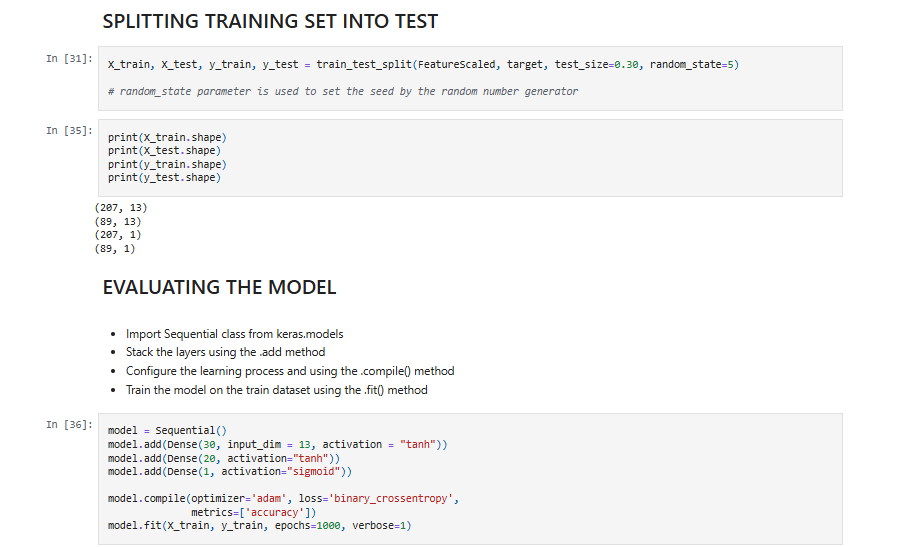 SPLITTING TRAINING SET INTO TEST
In [31]:
X_train, X_test, y_train, y_test = train_test_split(FeatureScaled, target, test_size=0.30, random_state=5)
# random_state parameter is used to set the seed by the random number generator
In [35]:
print(X_train.shape)
print(X_test.shape)
print(y_train.shape)
print(y_test.shape)
(207, 13)
(89, 13)
(207, 1)
(89, 1)
EVALUATING THE MODEL
• Import Sequential class from keras.models
• Stack the layers using the .add method
• Configure the learning process and using the .compile() method
• Train the model on the train dataset using the .fit() method
In [36]:
model = Sequential()
model.add(Dense(30, input_dim = 13, activation = "tanh"))
model.add(Dense(20, activation="tanh"))
model.add(Dense(1, activation="sigmoid"))
model.compile(optimizer='adam', loss='binary_crossentropy',
metrics=['accuracy'])
model.fit(X_train, y_train, epochs=1000, verbose=1)